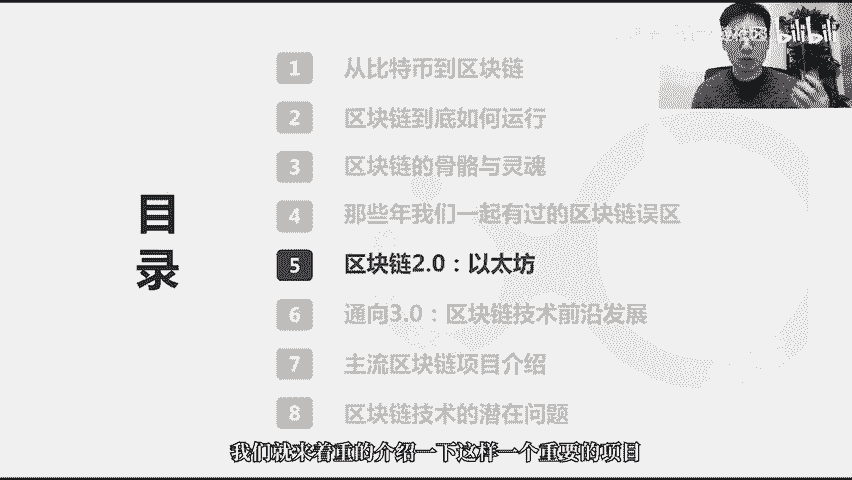 bilibili
目录
1 从比特币到区块链
2 区块链到底如何运行
3 区块链的骨骼与灵魂
4 那些年我们一起有过的区块链误区
5 区块链2.0：以太坊
6 通向3.0：区块链技术前沿发展
7 主流区块链项目介绍
8 区块链技术的潜在问题
我们就来着重的介绍一下这样一个重要的项目